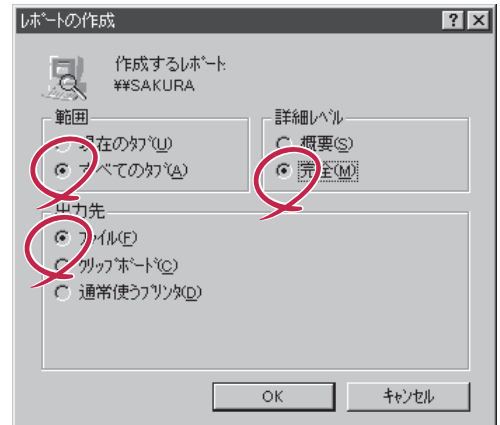 ﾚﾎﾟｰﾄの作成
作成するﾚﾎﾟｰﾄ:
¥¥SAKURA
範囲
現在のﾀﾌﾞ(U)
すべてのﾀﾌﾞ(A)
詳細ﾚﾍﾞﾙ
概要(S)
完全(M)
出力先
ﾌｧｲﾙ(F)
ｸﾘｯﾌﾟﾎﾞｰﾄﾞ(C)
通常使うﾌﾟﾘﾝﾀ(D)
OK
ｷｬﾝｾﾙ